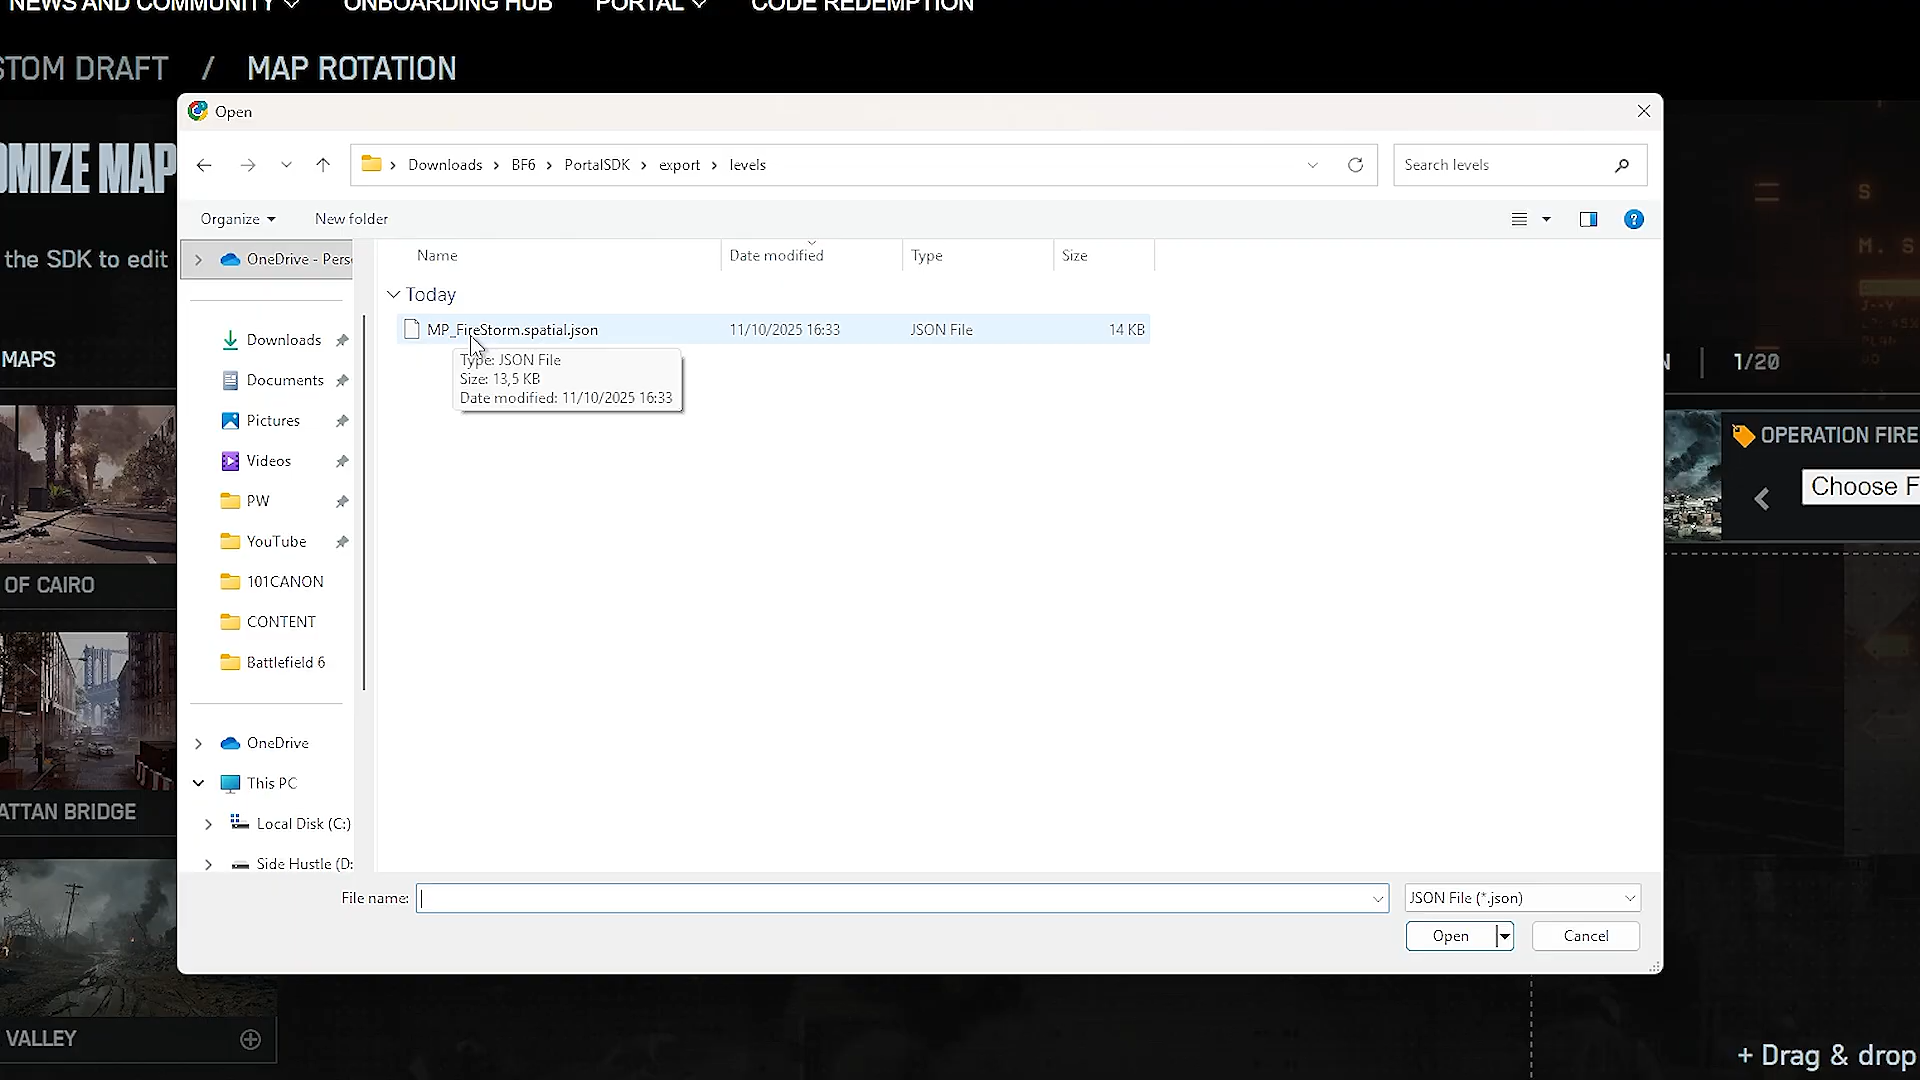 NEWS AND COMMUNITY
ONBOARDING HUB
PORTAL
CODE REDEMPTION
STOM DRAFT / MAP ROTATION
OMIZE MAP
the SDK to edit
MAPS
OF CAIRO
ATTAN BRIDGE
VALLEY
Open
Downloads > BF6 > PortalSDK > export > levels
Search levels
Organize
New folder
OneDrive - Pers
Downloads
Documents
Pictures
Videos
PW
YouTube
101CANON
CONTENT
Battlefield 6
OneDrive
This PC
Local Disk (C:)
Side Hustle (D:
Name
Date modified
Type
Size
Today
MP_FireStorm.spatial.json
11/10/2025 16:33
JSON File
14 KB
Type: JSON File
Size: 13,5 KB
Date modified: 11/10/2025 16:33
File name:
JSON File (*.json)
Open
Cancel
S
M. S
N | 1/20
OPERATION FIRE
Choose F
+ Drag & drop